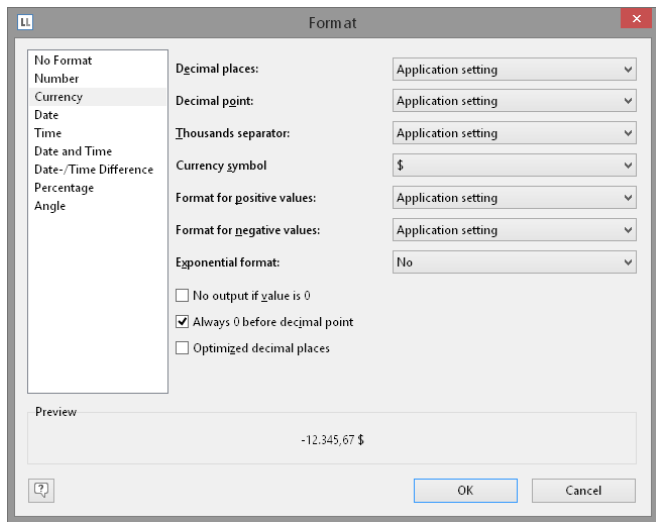 LL
Format
×
No Format
Number
Currency
Date
Time
Date and Time
Date-/Time Difference
Percentage
Angle
Decimal places: Application setting
Decimal point: Application setting
Thousands separator: Application setting
Currency symbol $
Format for positive values: Application setting
Format for negative values: Application setting
Exponential format: No
No output if value is 0
Always 0 before decimal point
Optimized decimal places
Preview
-12.345,67 $
?
OK
Cancel